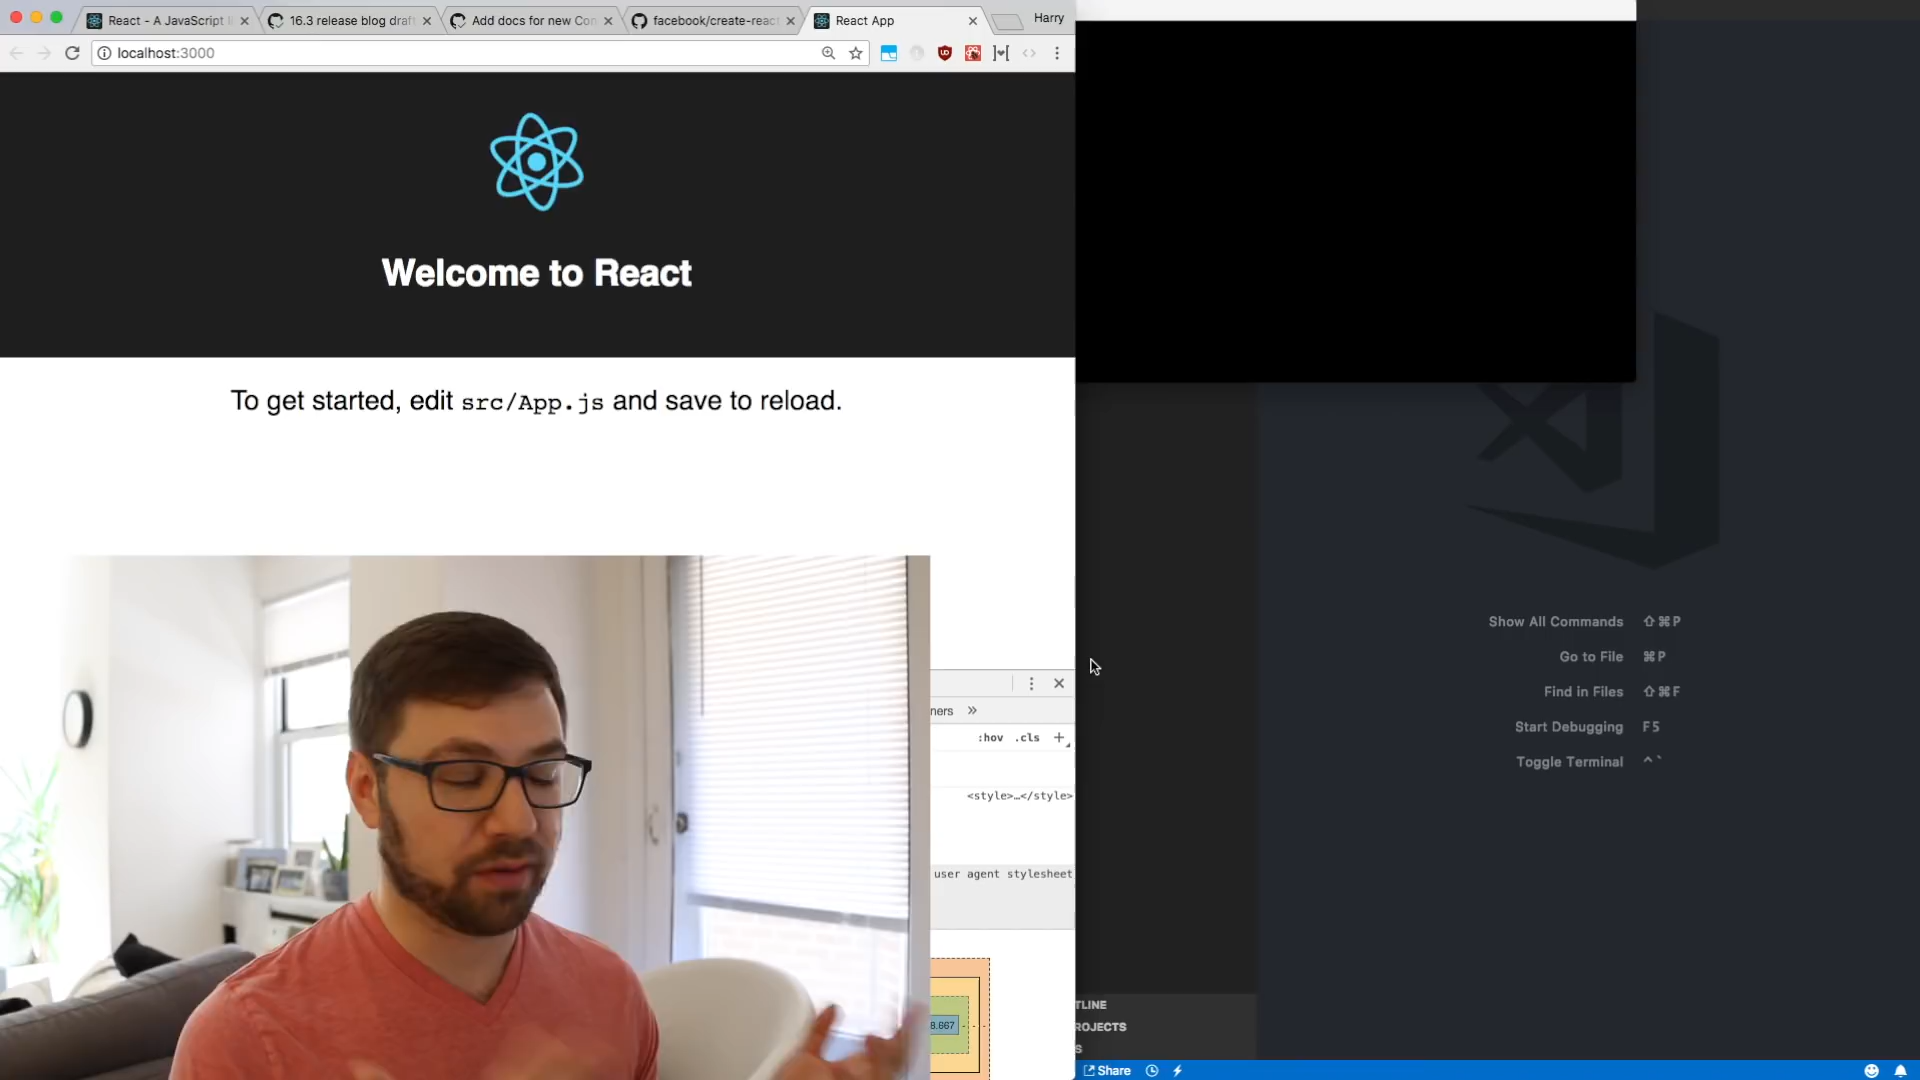 React - A JavaScript li
16.3 release blog draf
Add docs for new Con
facebook/create-reac
React App
Harry
localhost:3000
Welcome to React
To get started, edit src/App.js and save to reload.
ners
:hov .cls +
<style>…</style>
user agent stylesheet
8.667
Show All Commands ⇧⌘P
Go to File ⌘P
Find in Files ⇧⌘F
Start Debugging F5
Toggle Terminal ^`
TLINE
ROJECTS
S
Share